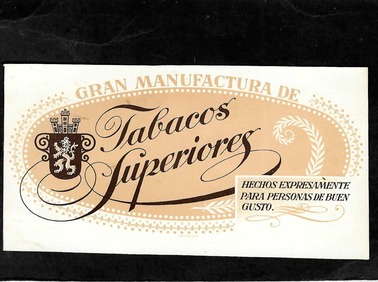 GRAN MANUFACTURA DE
Tabacos
Superiores
HECHOS EXPRESAMENTE
PARA PERSONAS DE BUEN
GUSTO.